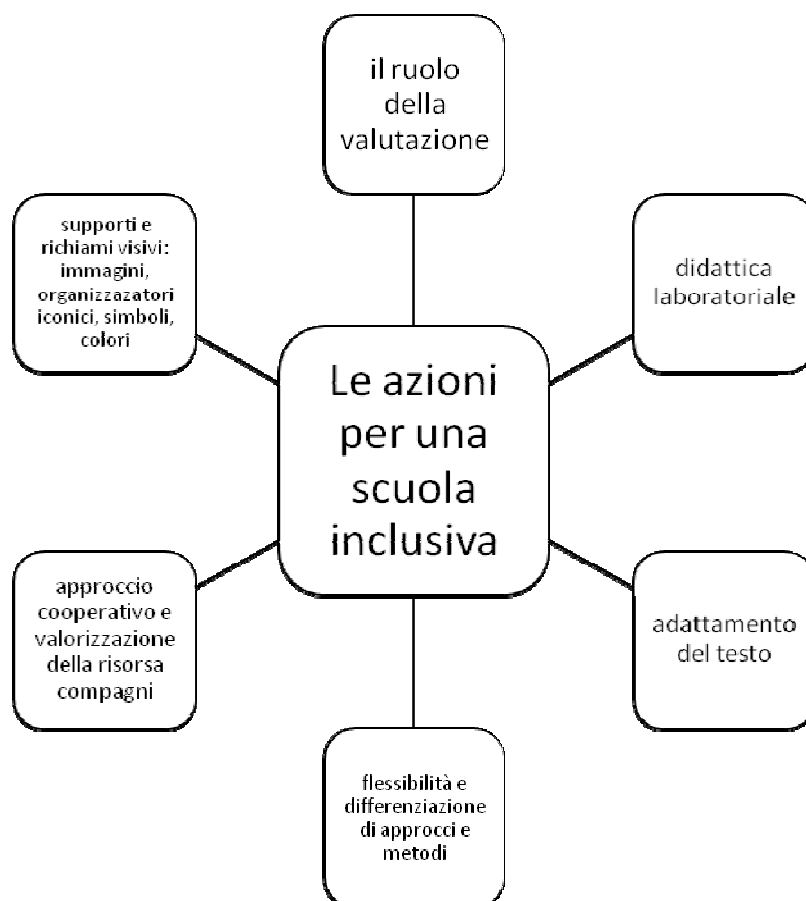 il ruolo
della
valutazione
supporti e
richiami visivi:
immagini,
organizzazatori
iconici, simboli,
colori
didattica
laboratoriale
Le azioni
per una
scuola
inclusiva
approccio
cooperativo e
valorizzazione
della risorsa
compagni
adattamento
del testo
flessibilità e
differenziazione
di approcci e
metodi